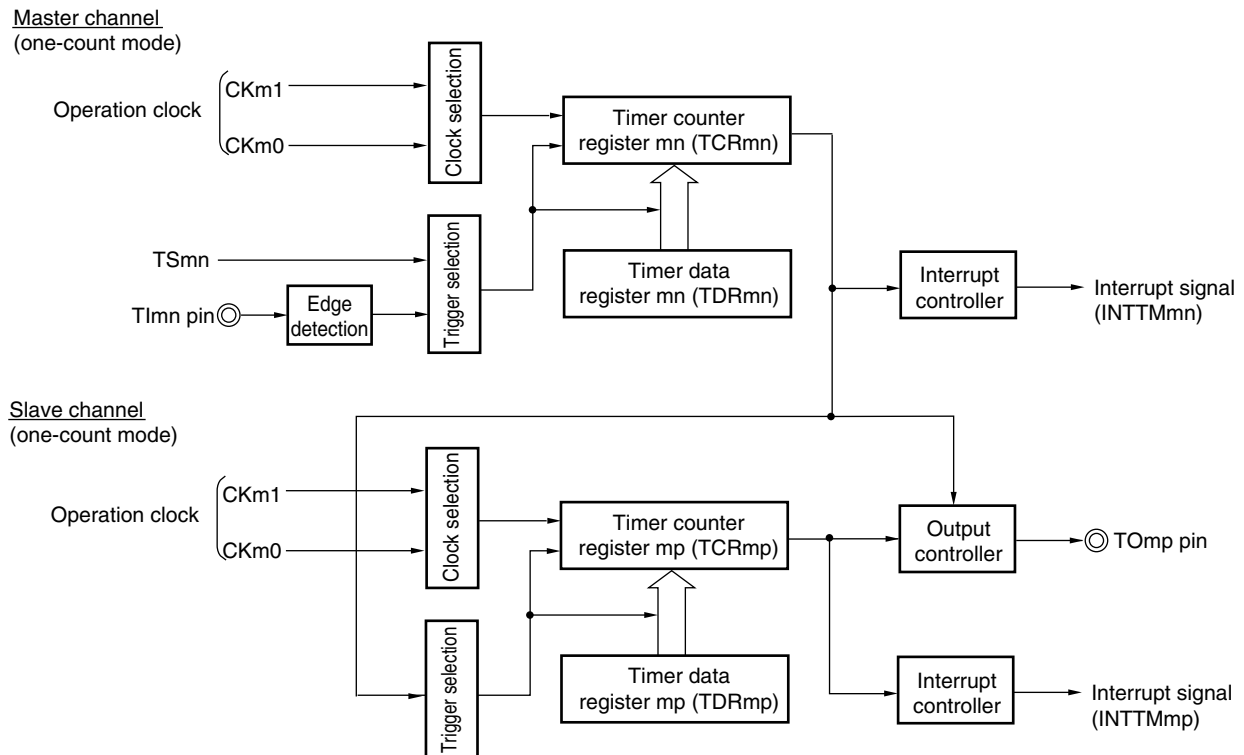 Master channel
(one-count mode)
Operation clock
CKm1
CKm0
Clock selection
Timer counter
register mn (TCRmn)
TSmn
TImn pin
Edge
detection
Trigger selection
Timer data
register mn (TDRmn)
Interrupt
controller
Interrupt signal
(INTTMmn)
Slave channel
(one-count mode)
Operation clock
CKm1
CKm0
Clock selection
Timer counter
register mp (TCRmp)
Output
controller
TOmp pin
Trigger selection
Timer data
register mp (TDRmp)
Interrupt
controller
Interrupt signal
(INTTMmp)